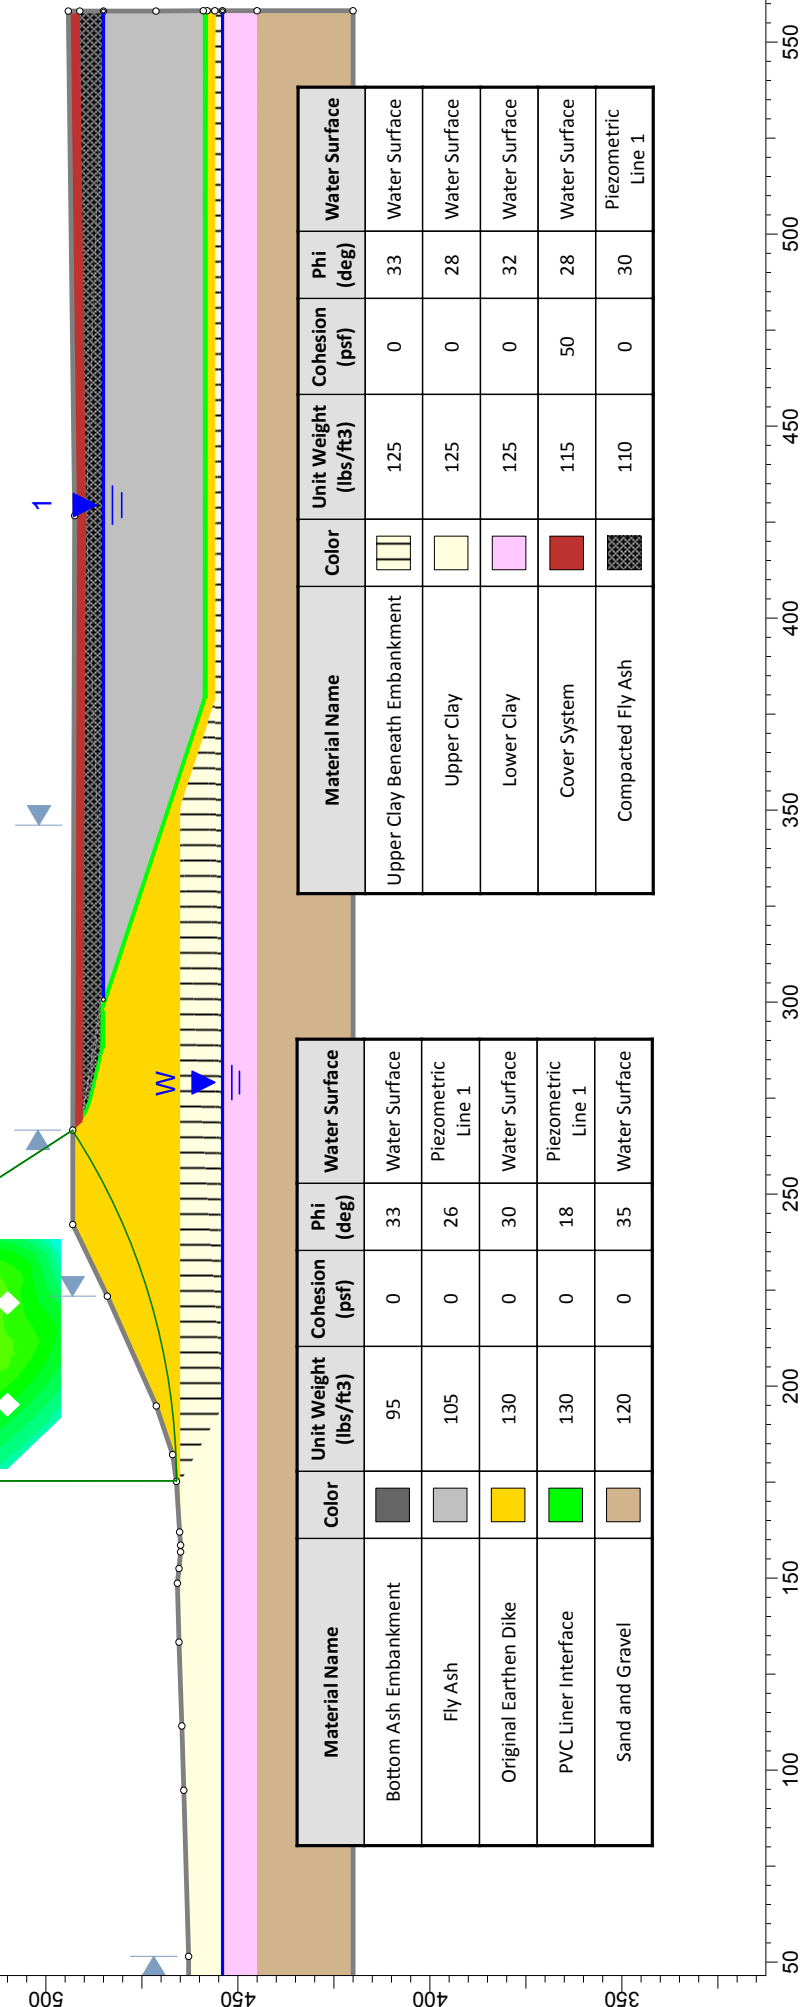 500
450
400
350
50
100
150
200
250
300
350
400
450
500
550
W
1
Material Name Color Unit Weight (lbs/ft3) Cohesion (psf) Phi (deg) Water Surface
Bottom Ash Embankment 95 0 33 Water Surface
Fly Ash 105 0 26 Piezometric Line 1
Original Earthen Dike 130 0 30 Water Surface
PVC Liner Interface 130 0 18 Piezometric Line 1
Sand and Gravel 120 0 35 Water Surface
Material Name Color Unit Weight (lbs/ft3) Cohesion (psf) Phi (deg) Water Surface
Upper Clay Beneath Embankment 125 0 33 Water Surface
Upper Clay 125 0 28 Water Surface
Lower Clay 125 0 32 Water Surface
Cover System 115 50 28 Water Surface
Compacted Fly Ash 110 0 30 Piezometric Line 1